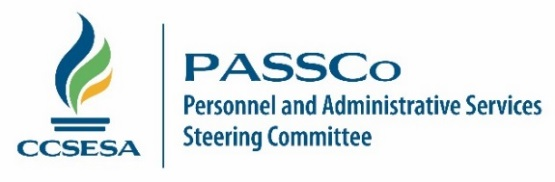 CCSESA
PASSCo
Personnel and Administrative Services
Steering Committee